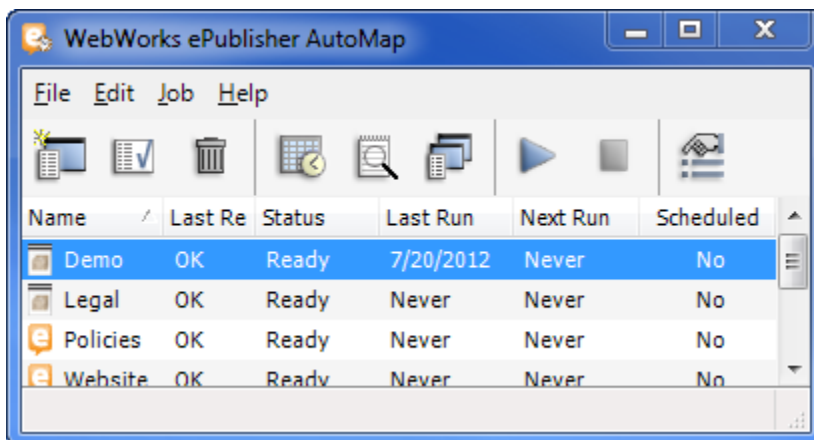 WebWorks ePublisher AutoMap
File Edit Job Help
Name Last Re Status Last Run Next Run Scheduled
Demo OK Ready 7/20/2012 Never No
Legal OK Ready Never Never No
Policies OK Ready Never Never No
Website OK Ready Never Never No